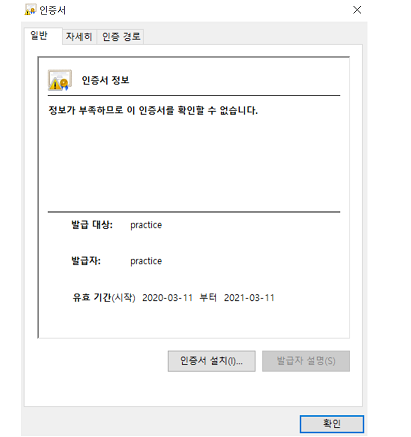 인증서
일반 자세히 인증 경로
인증서 정보
정보가 부족하므로 이 인증서를 확인할 수 없습니다.
발급 대상: practice
발급자: practice
유효 기간(시작) 2020-03-11 부터 2021-03-11
인증서 설치(I)... 발급자 설명(S)
확인